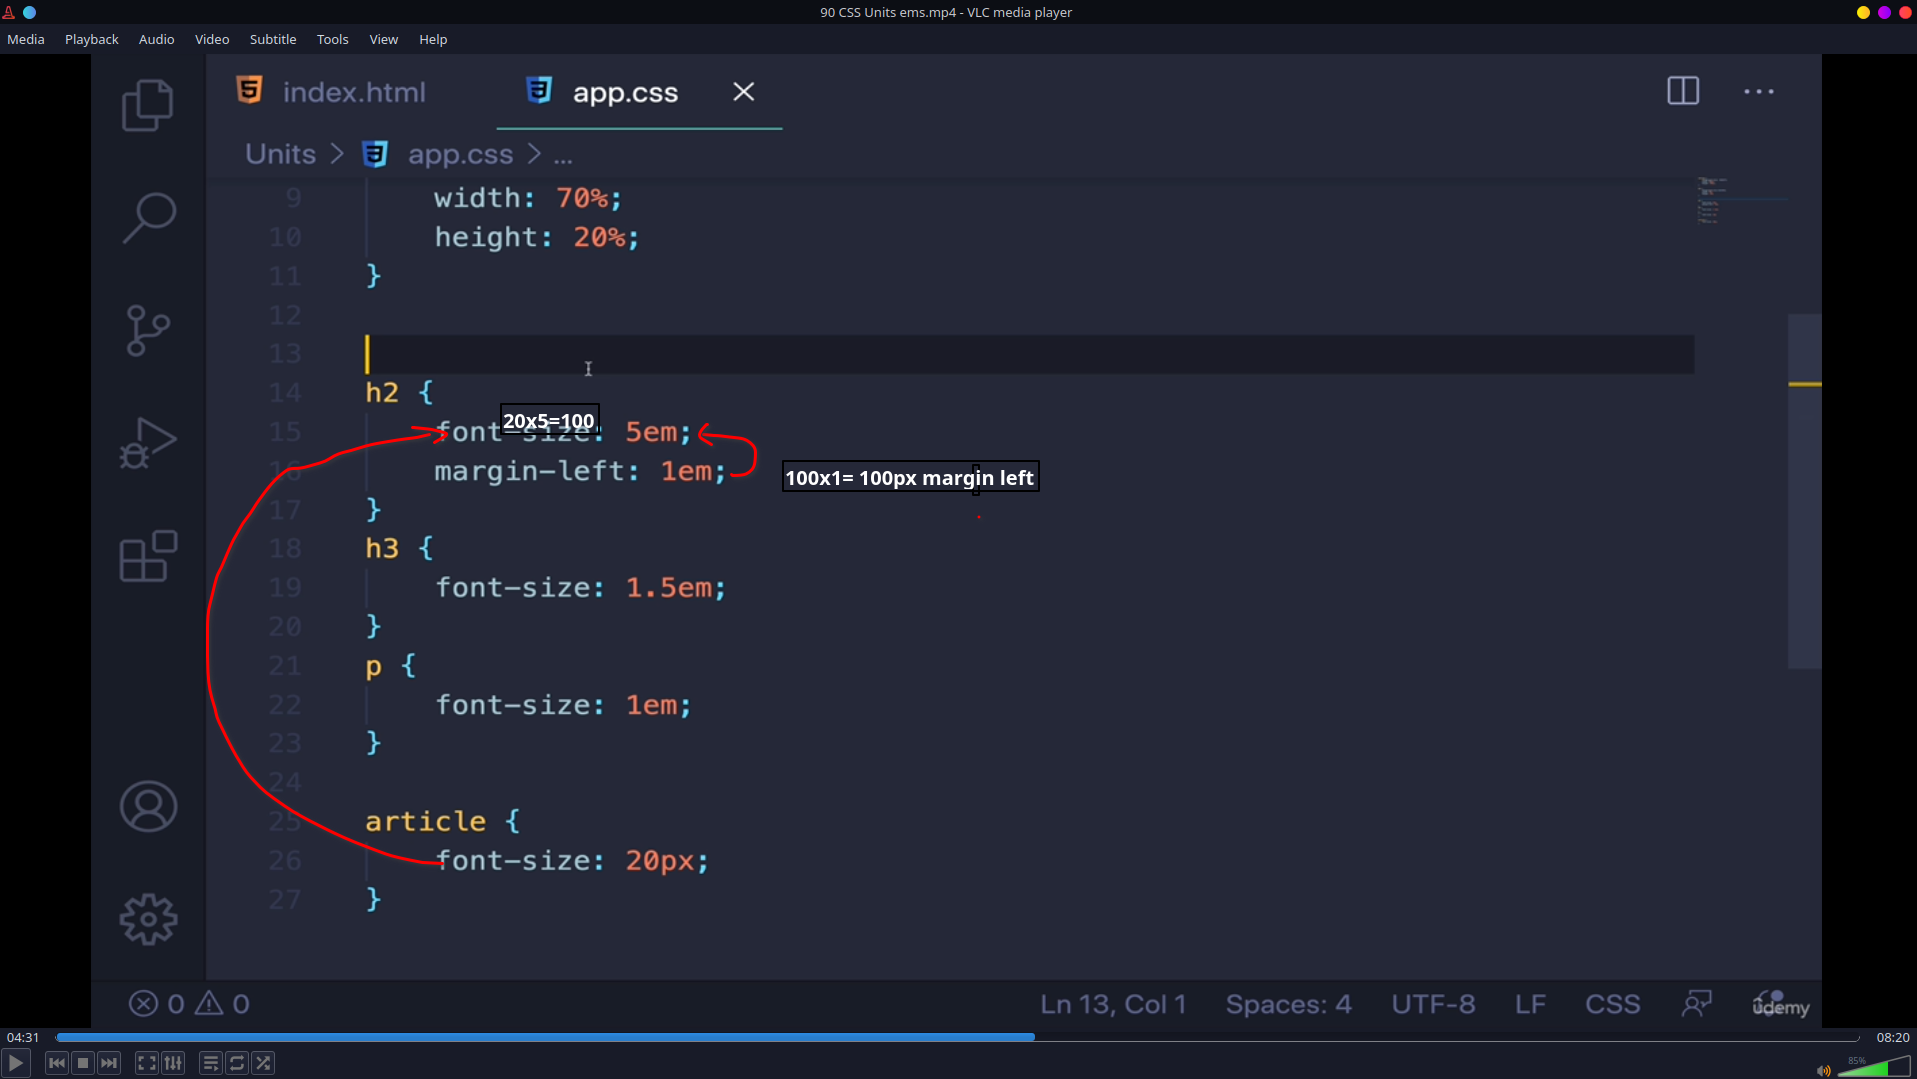 90 CSS Units ems.mp4 - VLC media player
Media Playback Audio Video Subtitle Tools View Help
index.html app.css
Units > app.css > ...
9 width: 70%;
10 height: 20%;
11 }
12
13
14 h2 {
20x5=100
15 font-size: 5em;
16 margin-left: 1em;
100x1= 100px margin left
17 }
18 h3 {
19 font-size: 1.5em;
20 }
21 p {
22 font-size: 1em;
23 }
24
25 article {
26 font-size: 20px;
27 }
0 0 Ln 13, Col 1 Spaces: 4 UTF-8 LF CSS
ûdemy
04:31 08:20
85%